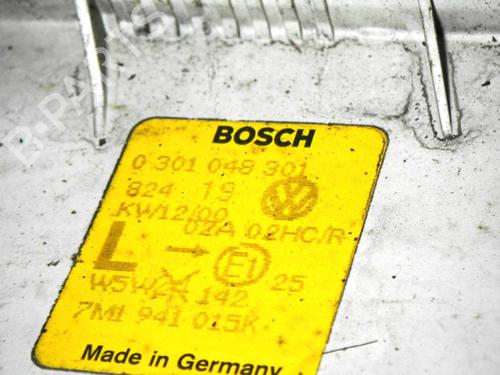 BOSCH
0 301 048 301
824 19
KW12/00
02A 02HC/R
L → E1 25
W5W/ 142
7M1 941 015K
Made in Germany
B-PARTS